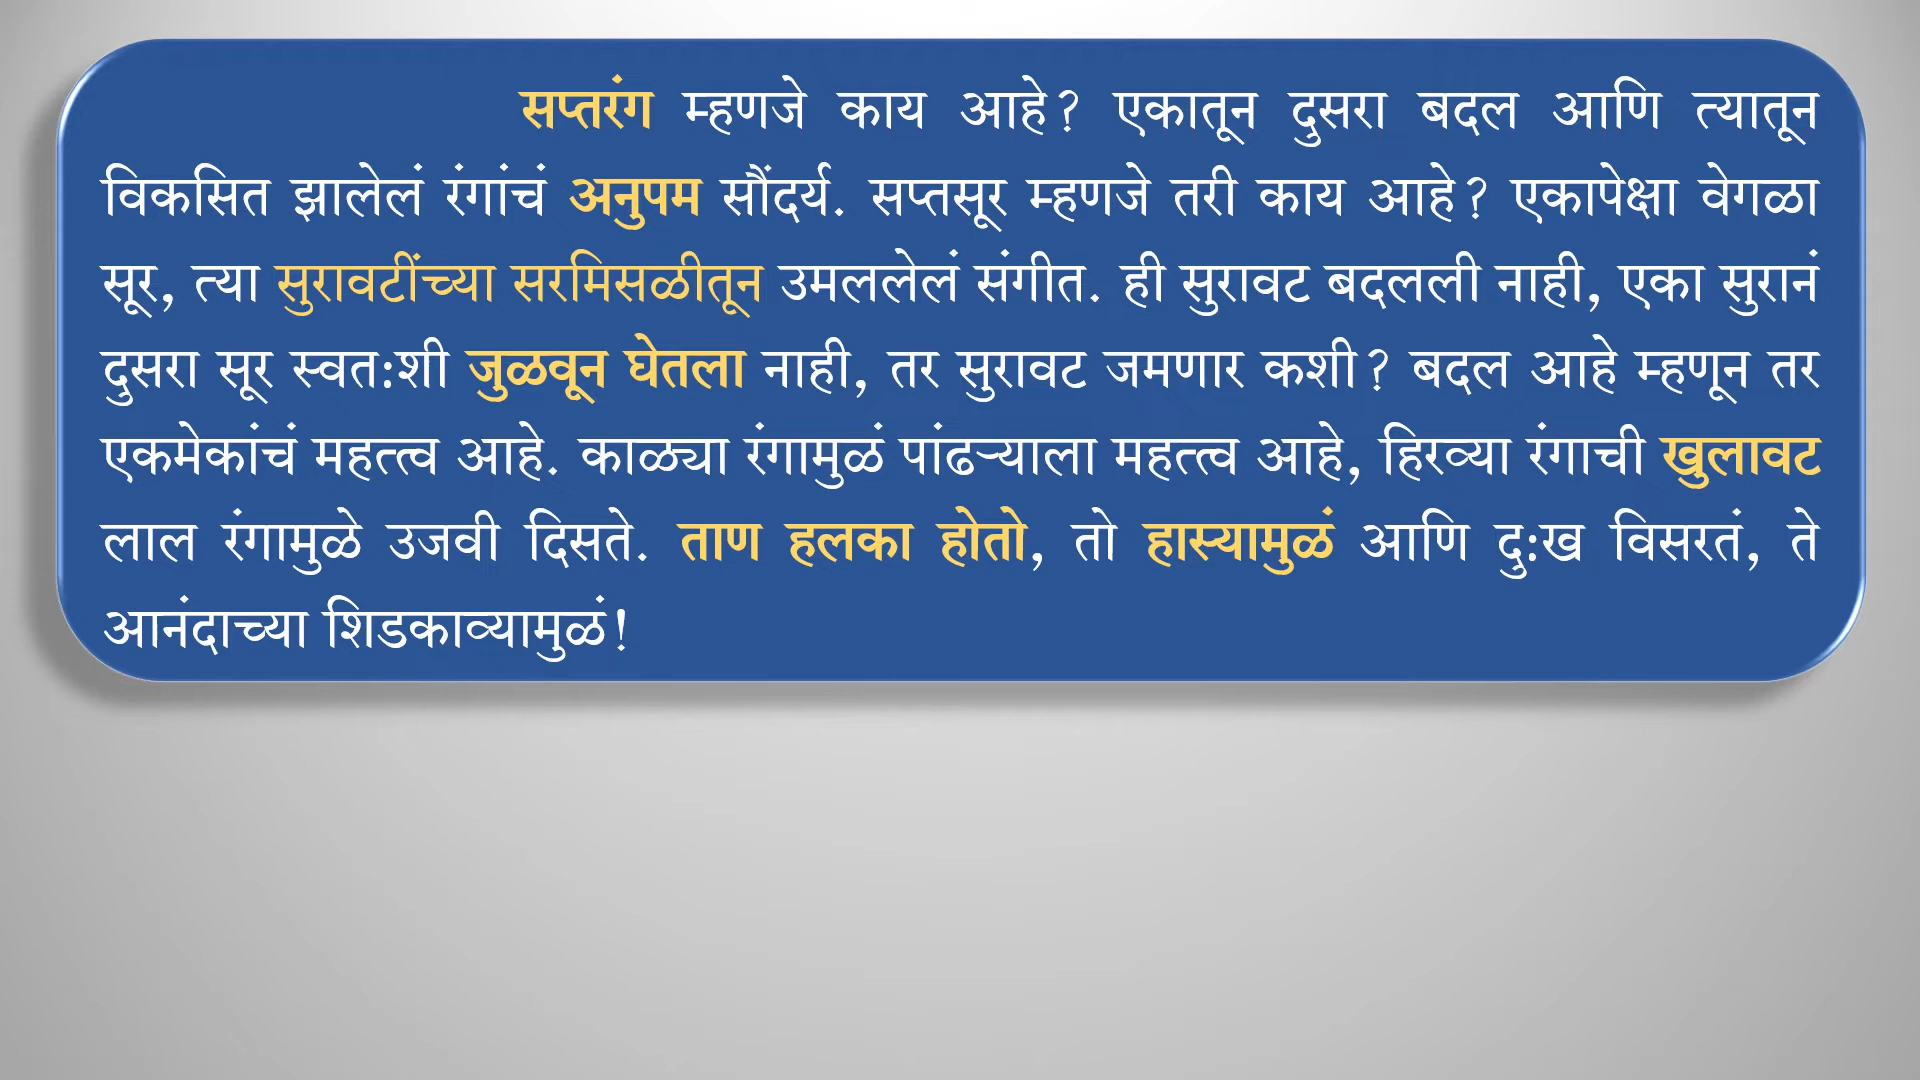 सप्तरंग म्हणजे काय आहे? एकातून दुसरा बदल आणि त्यातून
विकसित झालेलं रंगांचं अनुपम सौंदर्य. सप्तसूर म्हणजे तरी काय आहे? एकापेक्षा वेगळा
सूर, त्या सुरावटींच्या सरमिसळीतून उमललेलं संगीत. ही सुरावट बदलली नाही, एका सुरानं
दुसरा सूर स्वत:शी जुळवून घेतला नाही, तर सुरावट जमणार कशी? बदल आहे म्हणून तर
एकमेकांचं महत्त्व आहे. काळ्या रंगामुळं पांढऱ्याला महत्त्व आहे, हिरव्या रंगाची खुलावट
लाल रंगामुळे उजवी दिसते. ताण हलका होतो, तो हास्यामुळं आणि दु:ख विसरतं, ते
आनंदाच्या शिडकाव्यामुळं!